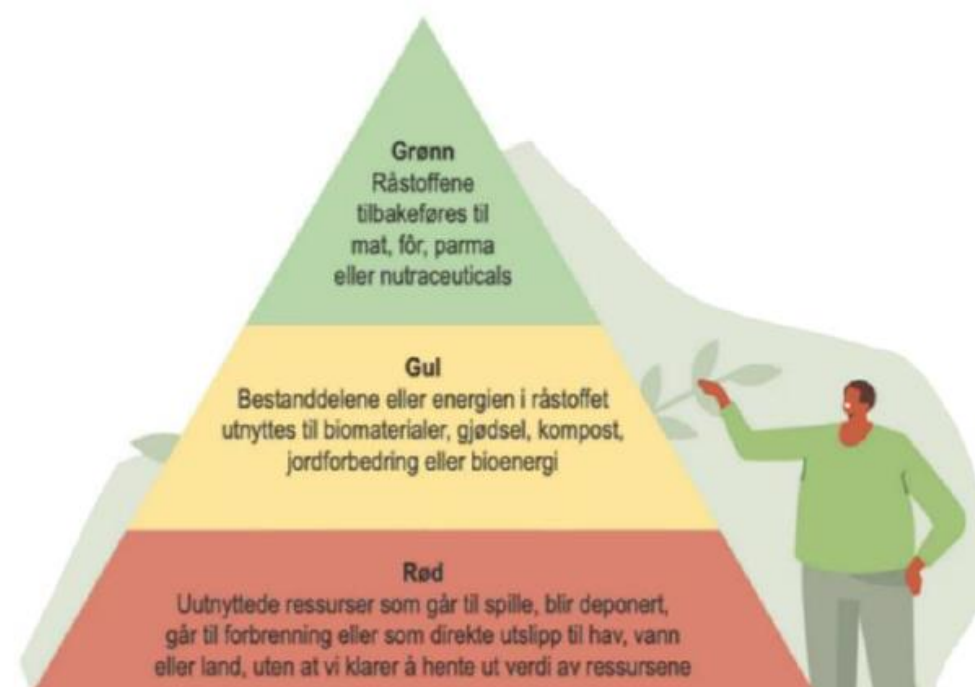 Grønn
Råstoffene
tilbakeføres til
mat, fôr, parma
eller nutraceuticals
Gul
Bestanddelene eller energien i råstoffet
utnyttes til biomaterialer, gjødsel, kompost,
jordforbedring eller bioenergi
Rød
Uutnyttede ressurser som går til spille, blir deponert,
går til forbrenning eller som direkte utslipp til hav, vann
eller land, uten at vi klarer å hente ut verdi av ressursene